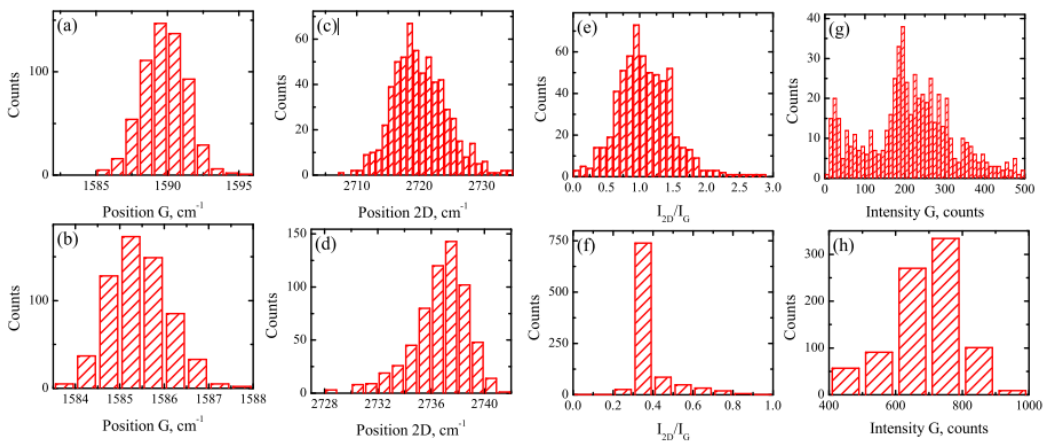 (a)
Counts
100
0
1585 1590 1595
Position G, cm⁻¹
(c)
Counts
60
40
20
0
2710 2720 2730
Position 2D, cm⁻¹
(e)
Counts
60
40
20
0
0.0 0.5 1.0 1.5 2.0 2.5 3.0
I₂D/IG
(g)
Counts
40
30
20
10
0
0 100 200 300 400 500
Intensity G, counts
(b)
Counts
100
0
1584 1585 1586 1587 1588
Position G, cm⁻¹
(d)
Counts
150
100
50
0
2728 2732 2736 2740
Position 2D, cm⁻¹
(f)
Counts
750
500
250
0
0.0 0.2 0.4 0.6 0.8 1.0
I₂D/IG
(h)
Counts
300
200
100
0
400 600 800 1000
Intensity G, counts